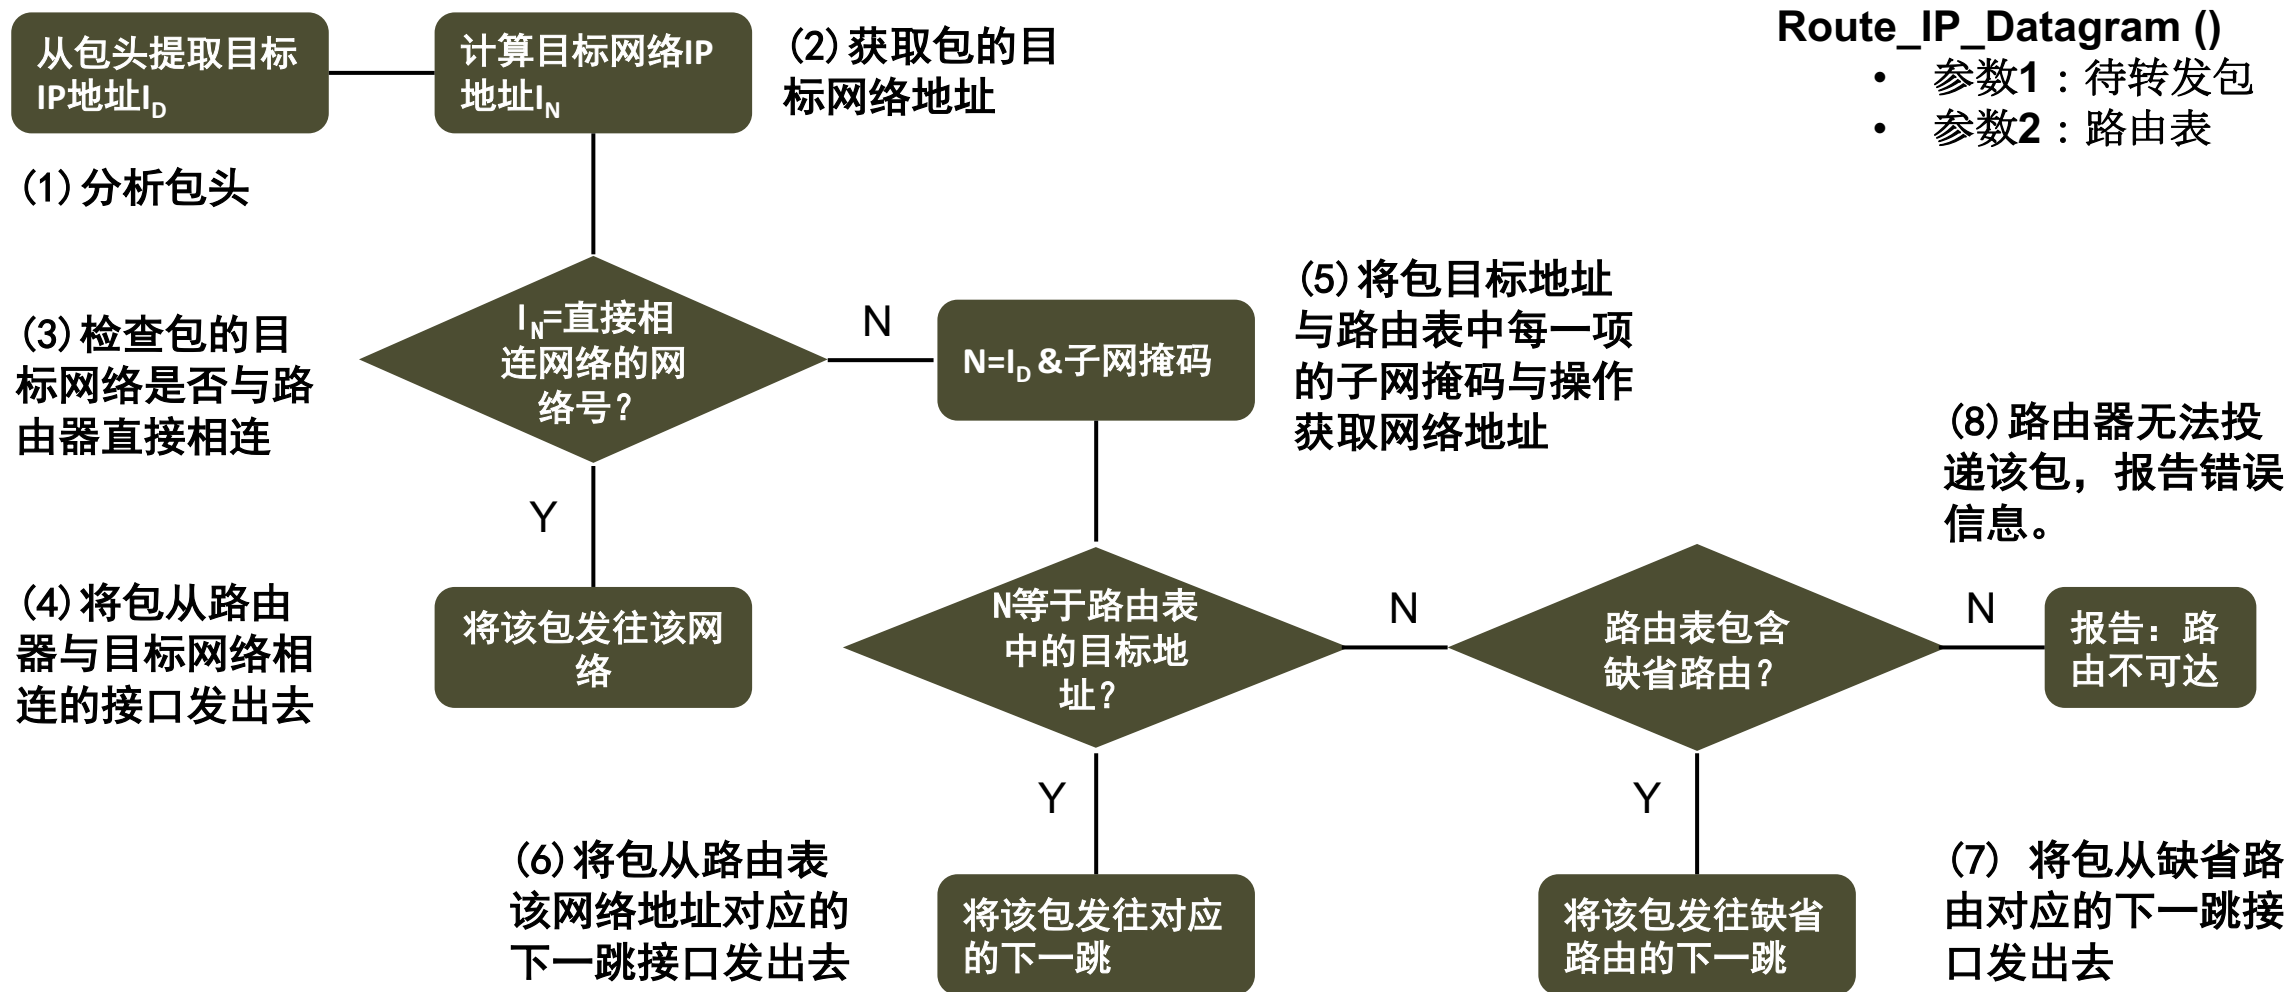 从包头提取目标
IP地址I_D
计算目标网络IP
地址I_N
(2)获取包的目
标网络地址
Route_IP_Datagram ()
• 参数1：待转发包
• 参数2：路由表
(1)分析包头
(3)检查包的目
标网络是否与路
由器直接相连
I_N=直接相
连网络的网
络号？
N
N=I_D &子网掩码
(5)将包目标地址
与路由表中每一项
的子网掩码与操作
获取网络地址
(8)路由器无法投
递该包，报告错误
信息。
Y
(4)将包从路由
器与目标网络相
连的接口发出去
将该包发往该网
络
N等于路由表
中的目标地
址？
N
路由表包含
缺省路由？
N
报告：路
由不可达
Y
Y
(6)将包从路由表
该网络地址对应的
下一跳接口发出去
将该包发往对应
的下一跳
将该包发往缺省
路由的下一跳
(7) 将包从缺省路
由对应的下一跳接
口发出去